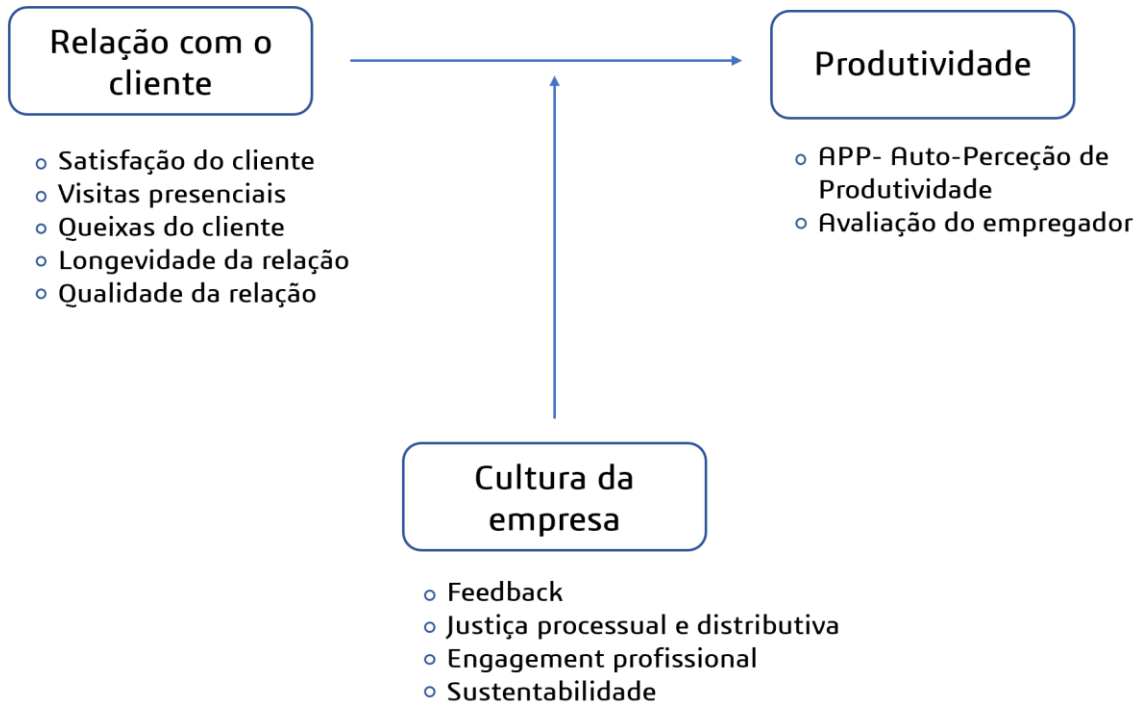 Relação com o
cliente
Satisfação do cliente
Visitas presenciais
Queixas do cliente
Longevidade da relação
Qualidade da relação
Produtividade
APP- Auto-Perceção de
Produtividade
Avaliação do empregador
Cultura da
empresa
Feedback
Justiça processual e distributiva
Engagement profissional
Sustentabilidade